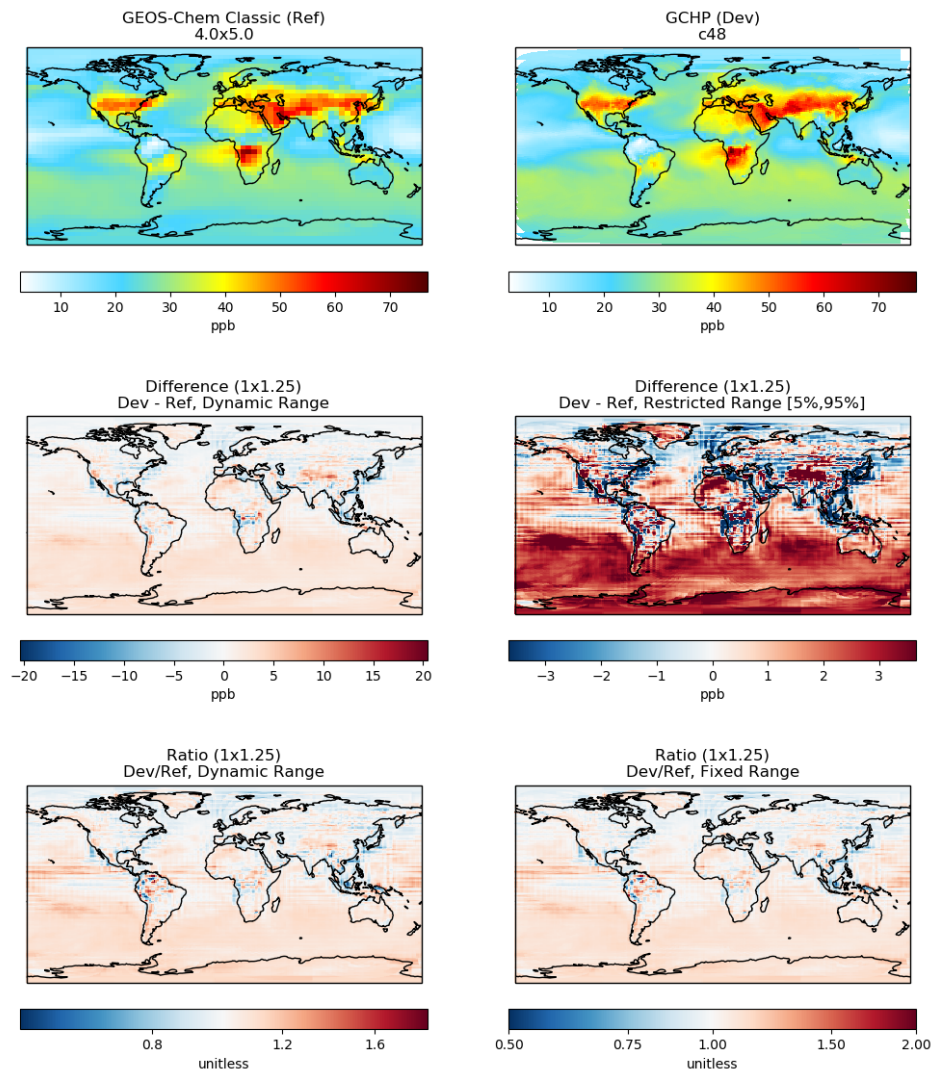 GEOS-Chem Classic (Ref)
4.0x5.0
GCHP (Dev)
c48
10 20 30 40 50 60 70
ppb
10 20 30 40 50 60 70
ppb
Difference (1x1.25)
Dev - Ref, Dynamic Range
Difference (1x1.25)
Dev - Ref, Restricted Range [5%,95%]
−20 −15 −10 −5 0 5 10 15 20
ppb
−3 −2 −1 0 1 2 3
ppb
Ratio (1x1.25)
Dev/Ref, Dynamic Range
Ratio (1x1.25)
Dev/Ref, Fixed Range
0.8 1.2 1.6
unitless
0.50 0.75 1.00 1.50 2.00
unitless